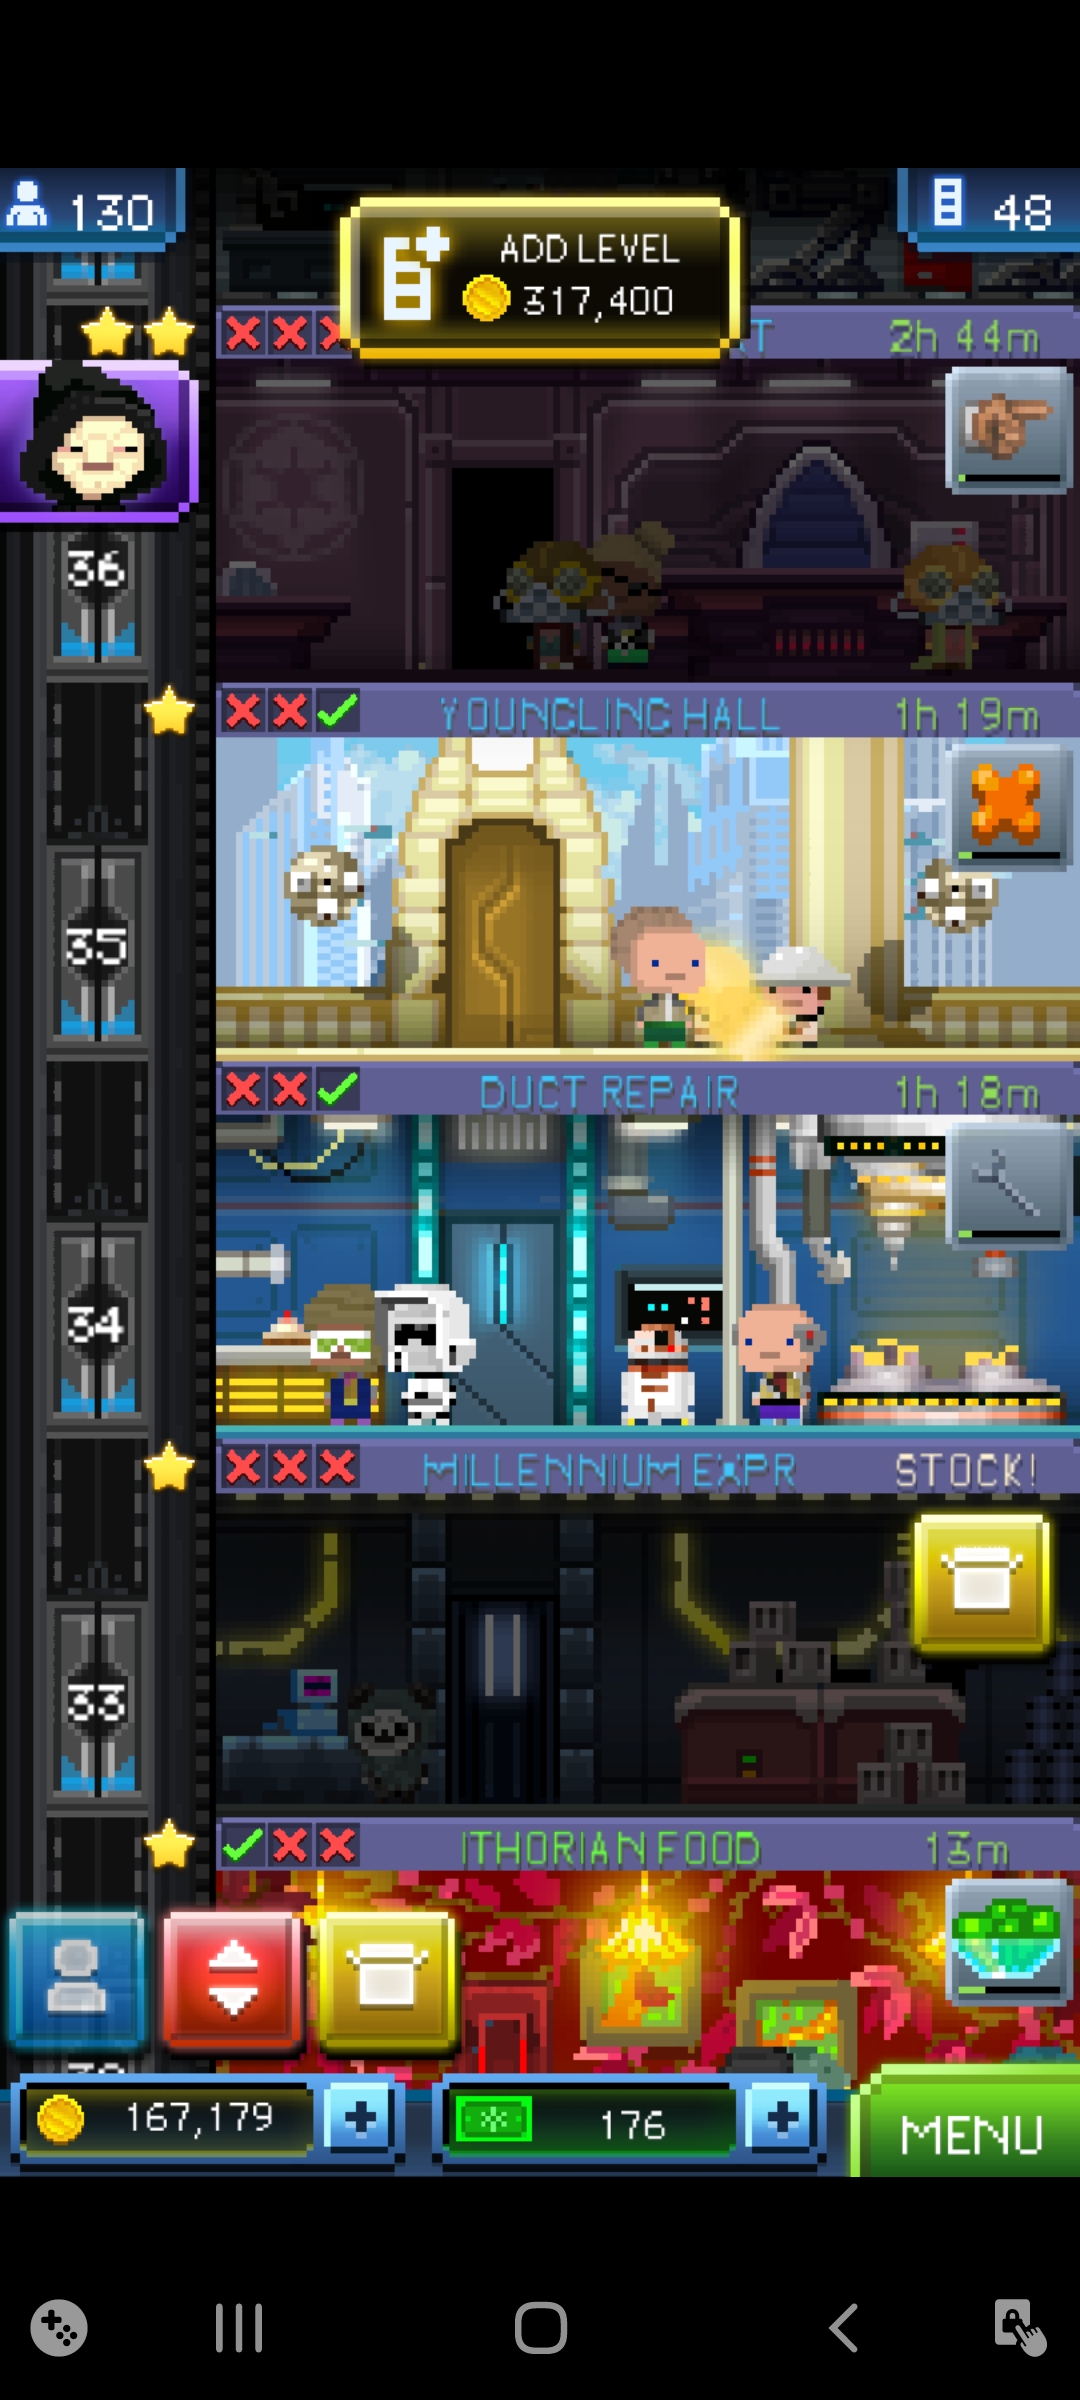 130
ADD LEVEL
317,400
48
2h 44m
36
YOUNGLING HALL
1h 19m
35
DUCT REPAIR
1h 18m
34
MILLENNIUM EXPR
STOCK!
33
ITHORIAN FOOD
13m
167,179
176
MENU